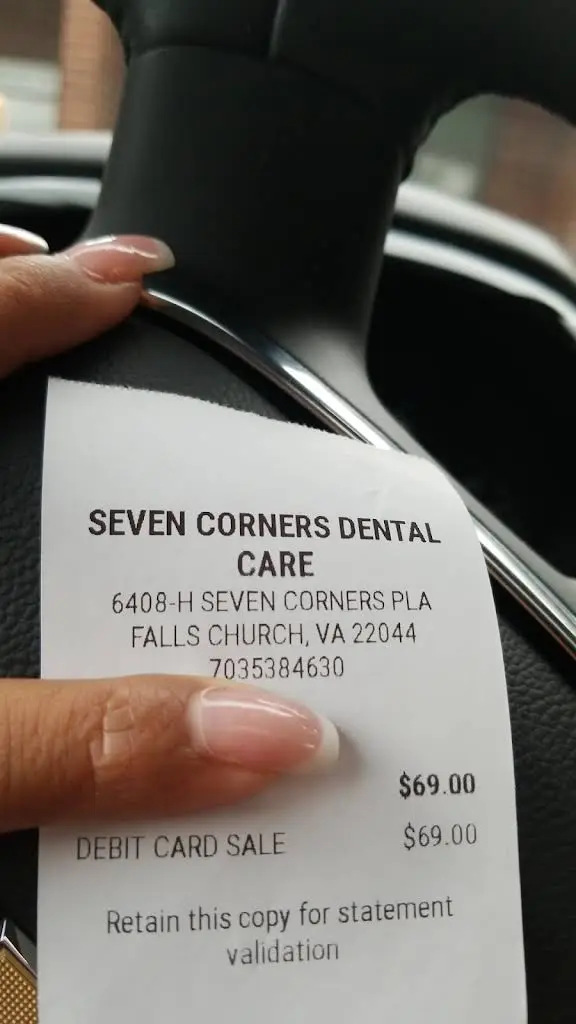 SEVEN CORNERS DENTAL
CARE
6408-H SEVEN CORNERS PLA
FALLS CHURCH, VA 22044
7035384630
$69.00
DEBIT CARD SALE $69.00
Retain this copy for statement
validation